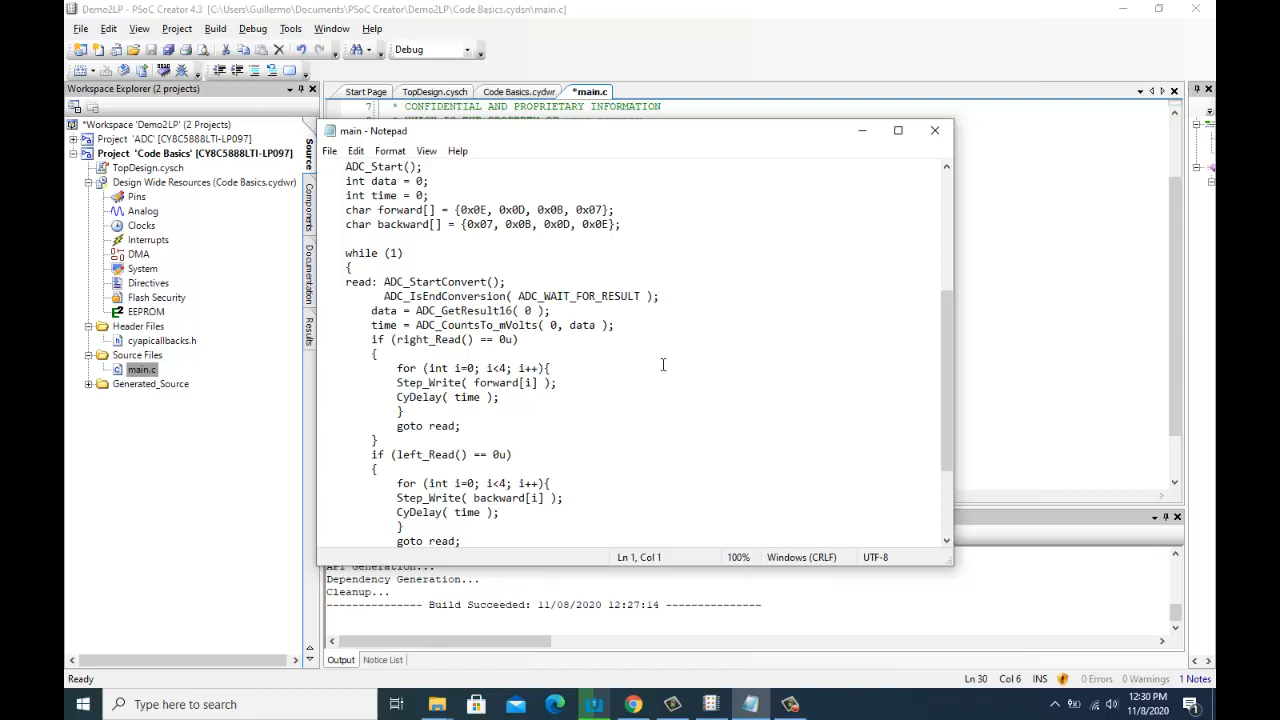 Demo2LP - PSoC Creator 4.3 [C:\Users\Guillermo\Documents\PSoC Creator\Demo2LP\Code Basics.cydsn\main.c]
File Edit View Project Build Debug Tools Window Help
Debug
Workspace Explorer (2 projects)
Start Page TopDesign.cysch Code Basics.cydwr *main.c
7 * CONFIDENTIAL AND PROPRIETARY INFORMATION
*Workspace 'Demo2LP' (2 Projects)
Project 'ADC' [CY8C5888LTI-LP097]
Project 'Code Basics' [CY8C5888LTI-LP097]
TopDesign.cysch
Design Wide Resources (Code Basics.cydwr)
Pins
Analog
Clocks
Interrupts
DMA
System
Directives
Flash Security
EEPROM
Header Files
cyapicallbacks.h
Source Files
main.c
Generated_Source
Source
Components
Documentation
Results
main - Notepad
File Edit Format View Help
ADC_Start();
int data = 0;
int time = 0;
char forward[] = {0x0E, 0x0D, 0x0B, 0x07};
char backward[] = {0x07, 0x0B, 0x0D, 0x0E};
while (1)
{
read: ADC_StartConvert();
ADC_IsEndConversion( ADC_WAIT_FOR_RESULT );
data = ADC_GetResult16( 0 );
time = ADC_CountsTo_mVolts( 0, data );
if (right_Read() == 0u)
{
for (int i=0; i<4; i++){
Step_Write( forward[i] );
CyDelay( time );
}
goto read;
}
if (left_Read() == 0u)
{
for (int i=0; i<4; i++){
Step_Write( backward[i] );
CyDelay( time );
}
goto read;
Ln 1, Col 1 100% Windows (CRLF) UTF-8
API Generation...
Dependency Generation...
Cleanup...
--------------- Build Succeeded: 11/08/2020 12:27:14 ---------------
Output Notice List
Ready Ln 30 Col 6 INS 0 Errors 0 Warnings 1 Notes
Type here to search
12:30 PM
11/8/2020
1